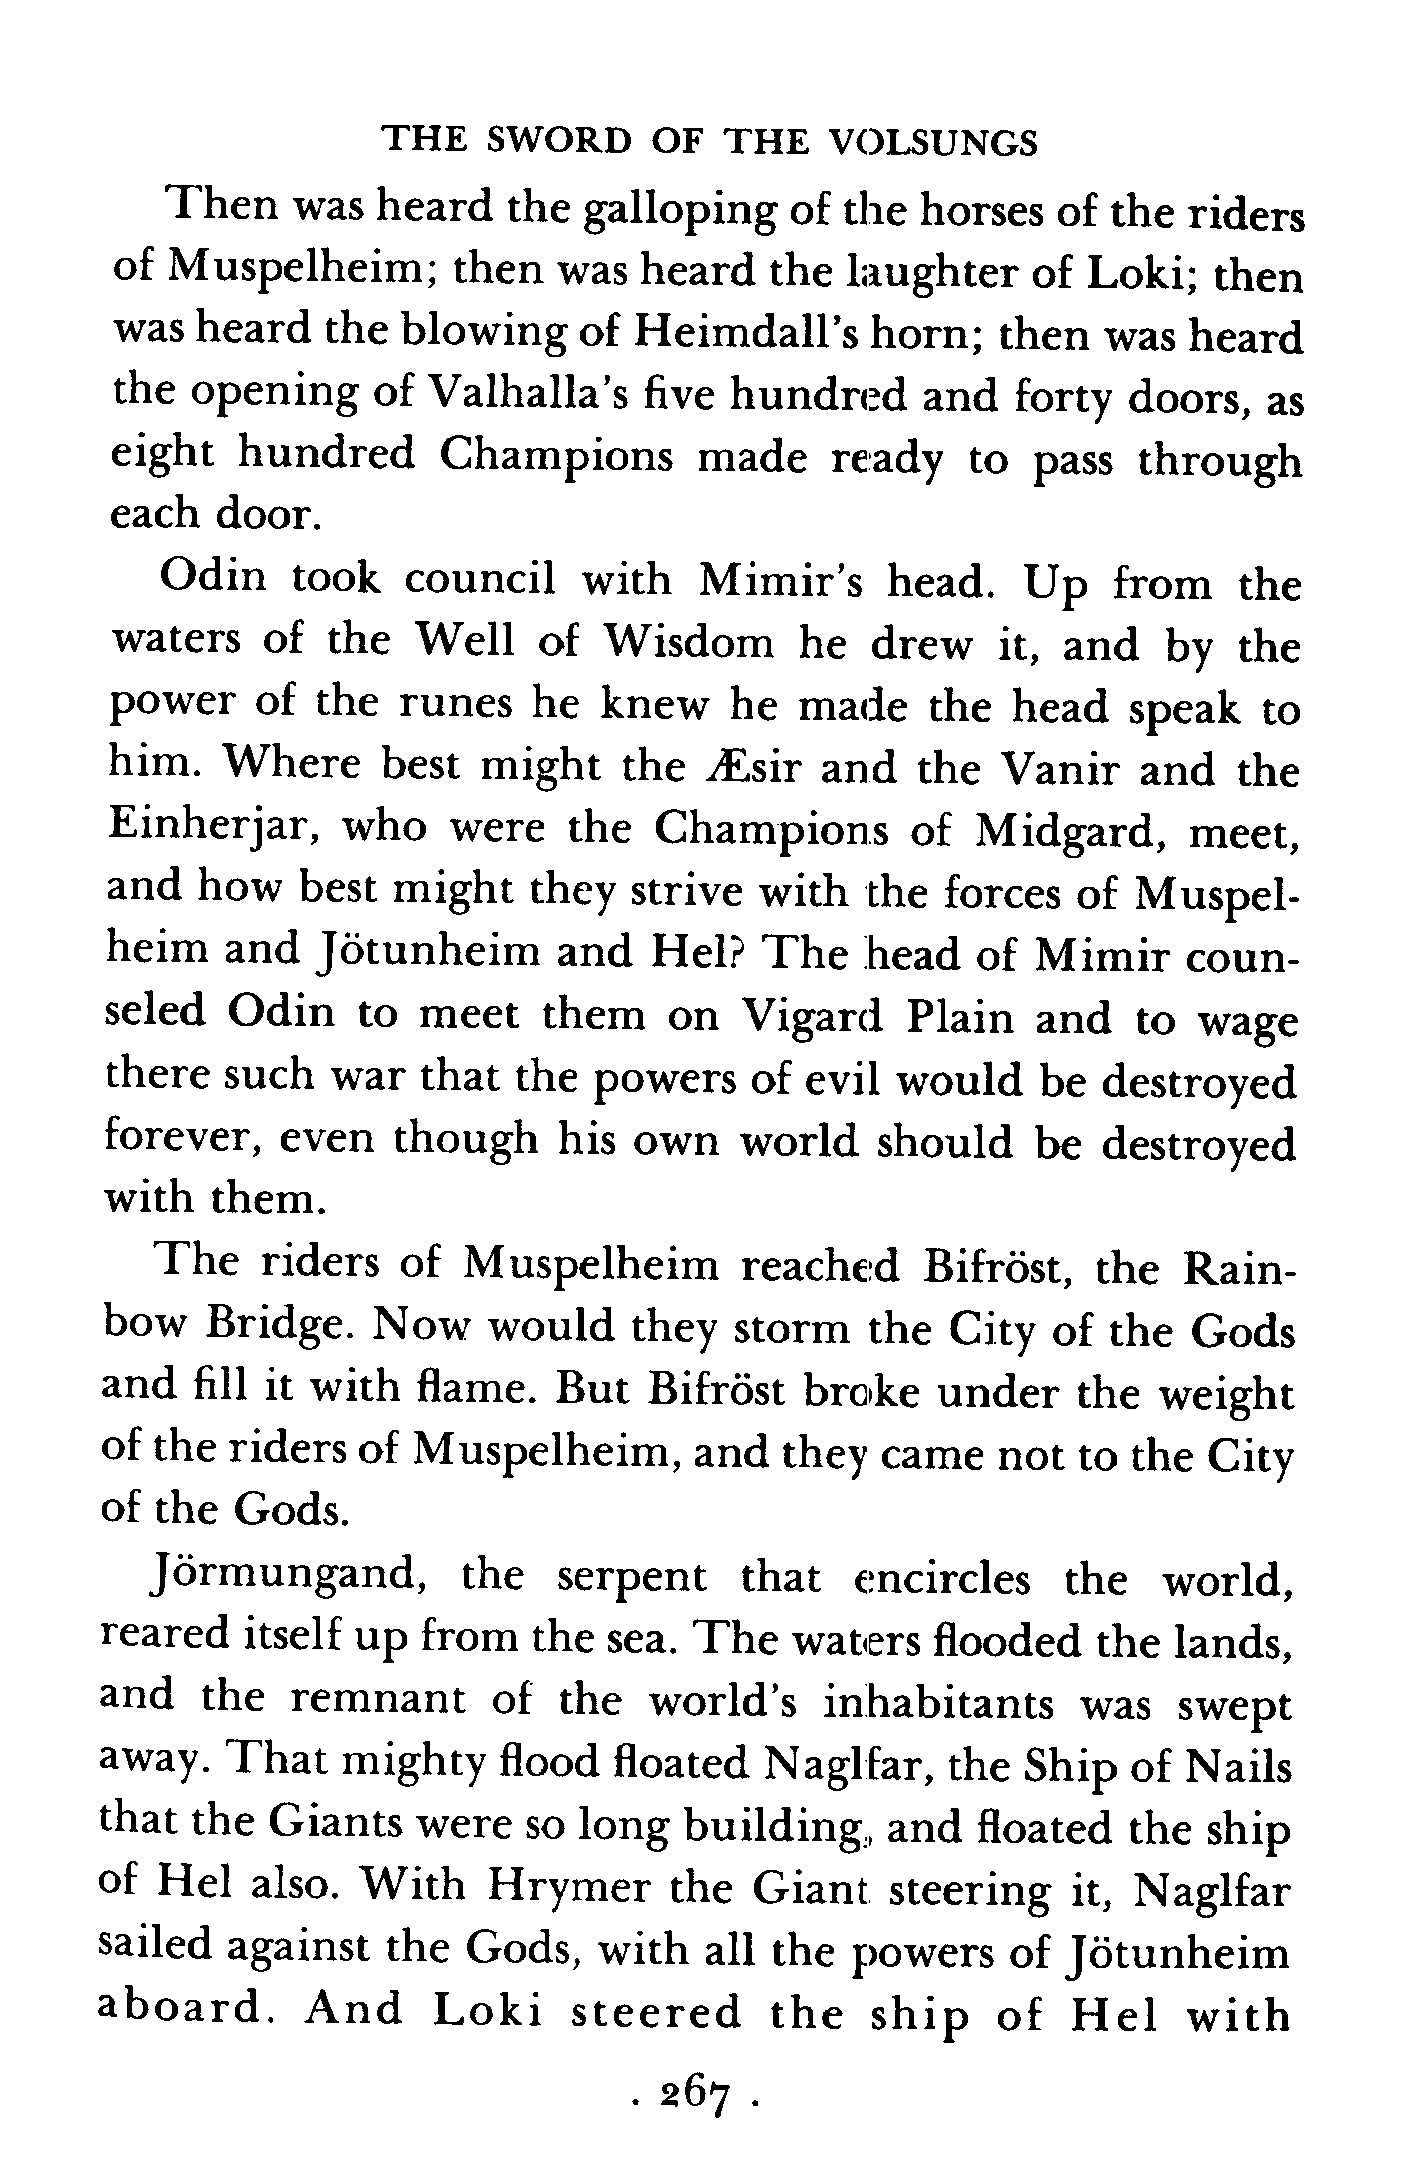 THE SWORD OF THE VOLSUNGS
Then was heard the galloping of the horses of the riders
of Muspelheim; then was heard the laughter of Loki; then
was heard the blowing of Heimdall's horn; then was heard
the opening of Valhalla's five hundred and forty doors, as
eight hundred Champions made ready to pass through
each door.
Odin took council with Mimir's head. Up from the
waters of the Well of Wisdom he drew it, and by the
power of the runes he knew he made the head speak to
him. Where best might the Æsir and the Vanir and the
Einherjar, who were the Champions of Midgard, meet,
and how best might they strive with the forces of Muspel-
heim and Jötunheim and Hel? The head of Mimir coun-
seled Odin to meet them on Vigard Plain and to wage
there such war that the powers of evil would be destroyed
forever, even though his own world should be destroyed
with them.
The riders of Muspelheim reached Bifröst, the Rain-
bow Bridge. Now would they storm the City of the Gods
and fill it with flame. But Bifröst broke under the weight
of the riders of Muspelheim, and they came not to the City
of the Gods.
Jörmungand, the serpent that encircles the world,
reared itself up from the sea. The waters flooded the lands,
and the remnant of the world's inhabitants was swept
away. That mighty flood floated Naglfar, the Ship of Nails
that the Giants were so long building, and floated the ship
of Hel also. With Hrymer the Giant steering it, Naglfar
sailed against the Gods, with all the powers of Jötunheim
aboard. And Loki steered the ship of Hel with
. 267 .